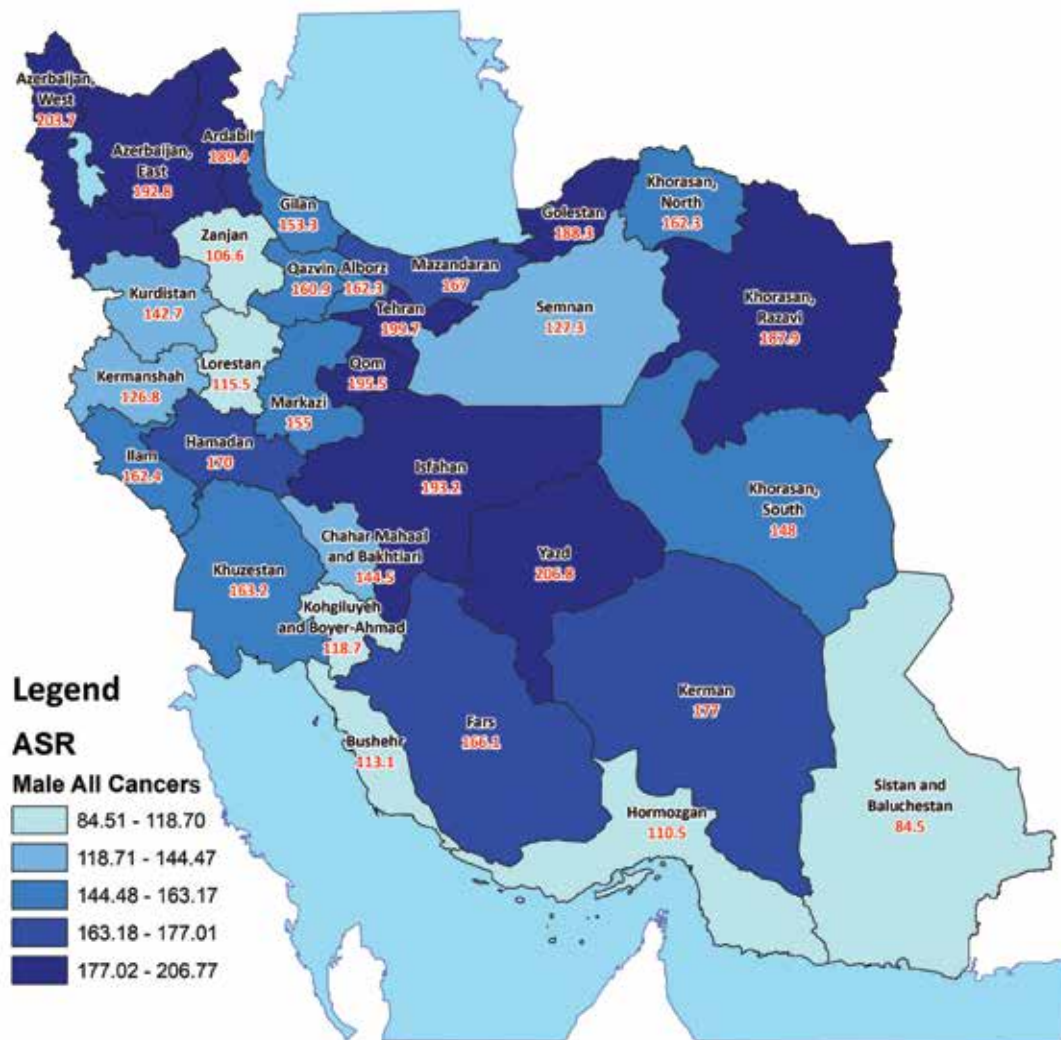 Azerbaijan,
West
203.7
Azerbaijan,
East
192.8
Ardabil
189.4
Gilan
153.3
Zanjan
106.6
Golestan
188.3
Khorasan,
North
162.3
Qazvin
160.9
Alborz
162.3
Mazandaran
167
Kurdistan
142.7
Tehran
199.7
Semnan
127.3
Khorasan,
Razavi
187.9
Kermanshah
126.8
Lorestan
115.5
Qom
195.5
Markazi
155
Ilam
162.4
Hamadan
170
Isfahan
193.2
Khorasan,
South
148
Khuzestan
163.2
Chahar Mahaal
and Bakhtiari
144.5
Yazd
206.8
Kohgiluyeh
and Boyer-Ahmad
118.7
Kerman
177
Fars
166.1
Bushehr
113.1
Hormozgan
110.5
Sistan and
Baluchestan
84.5
Legend
ASR
Male All Cancers
84.51 - 118.70
118.71 - 144.47
144.48 - 163.17
163.18 - 177.01
177.02 - 206.77